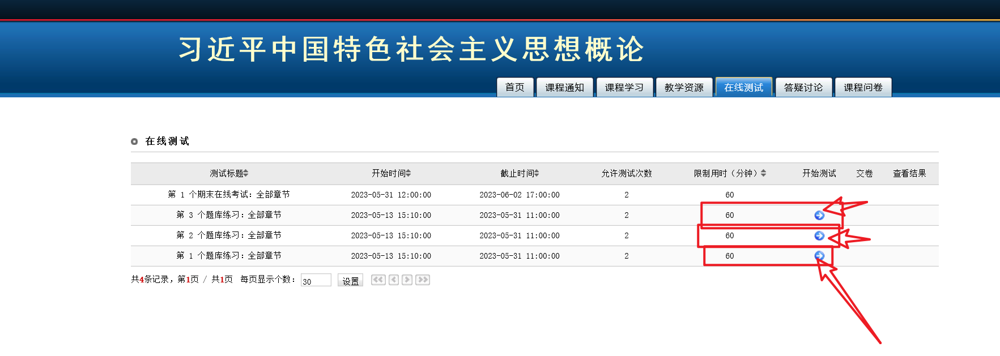 习近平中国特色社会主义思想概论
首页 课程通知 课程学习 教学资源 在线测试 答疑讨论 课程问卷
在线测试
测试标题 开始时间 截止时间 允许测试次数 限制用时（分钟） 开始测试 交卷 查看结果
第 1 个期末在线考试：全部章节 2023-05-31 12:00:00 2023-06-02 17:00:00 2 60
第 3 个题库练习：全部章节 2023-05-13 15:10:00 2023-05-31 11:00:00 2 60
第 2 个题库练习：全部章节 2023-05-13 15:10:00 2023-05-31 11:00:00 2 60
第 1 个题库练习：全部章节 2023-05-13 15:10:00 2023-05-31 11:00:00 2 60
共4条记录，第1页 / 共1页 每页显示个数： 30 设置